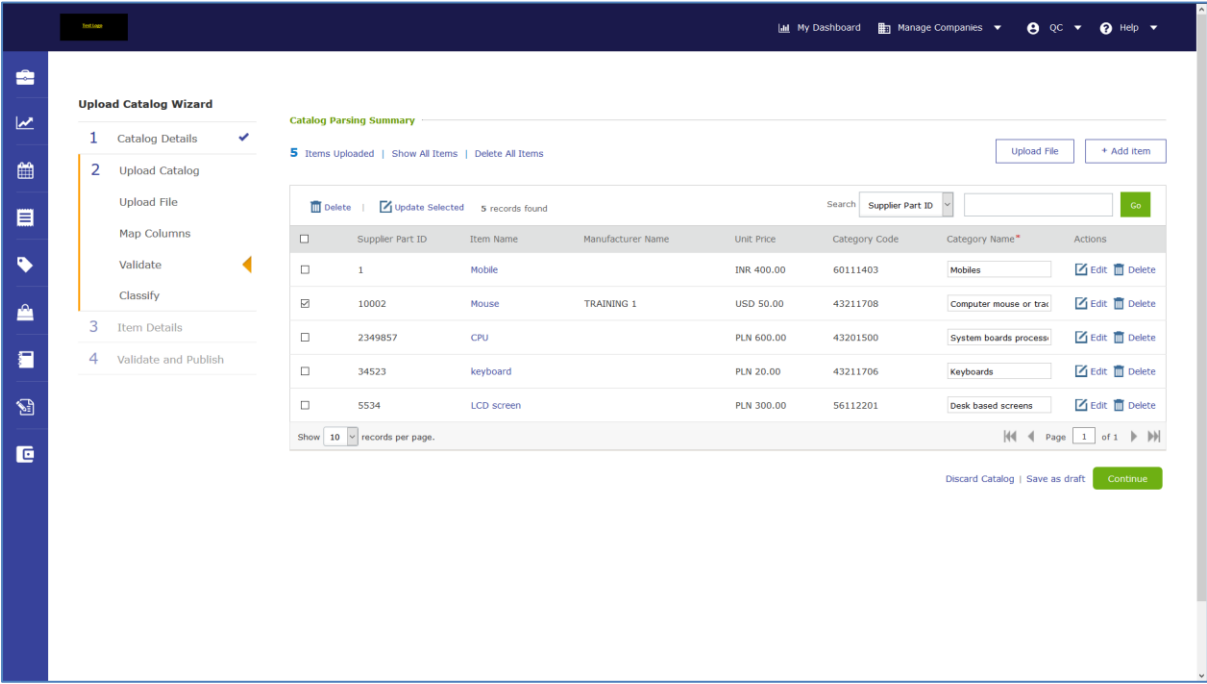 Test Logo
My Dashboard Manage Companies QC Help
Upload Catalog Wizard
1 Catalog Details
2 Upload Catalog
Upload File
Map Columns
Validate
Classify
3 Item Details
4 Validate and Publish
Catalog Parsing Summary
5 Items Uploaded | Show All Items | Delete All Items
Upload File
+ Add item
Delete | Update Selected 5 records found
Search Supplier Part ID Go
Supplier Part ID Item Name Manufacturer Name Unit Price Category Code Category Name* Actions
1 Mobile INR 400.00 60111403 Mobiles Edit Delete
10002 Mouse TRAINING 1 USD 50.00 43211708 Computer mouse or trac Edit Delete
2349857 CPU PLN 600.00 43201500 System boards process Edit Delete
34523 keyboard PLN 20.00 43211706 Keyboards Edit Delete
5534 LCD screen PLN 300.00 56112201 Desk based screens Edit Delete
Show 10 records per page.
Page 1 of 1
Discard Catalog | Save as draft Continue